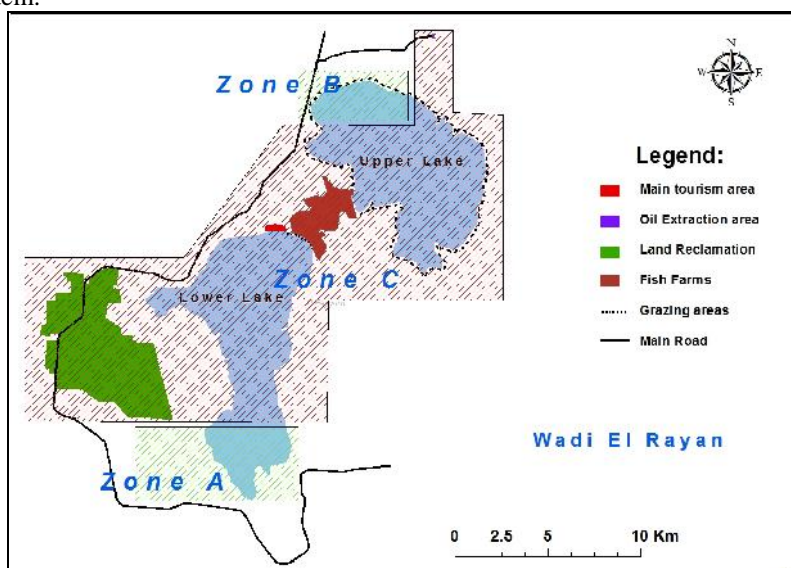 tem.
Zone B
N
W E
S
Upper Lake
Legend:
Main tourism area
Oil Extraction area
Land Reclamation
Fish Farms
Grazing areas
Main Road
Zone C
Lower Lake
Wadi El Rayan
Zone A
0 2.5 5 10 Km